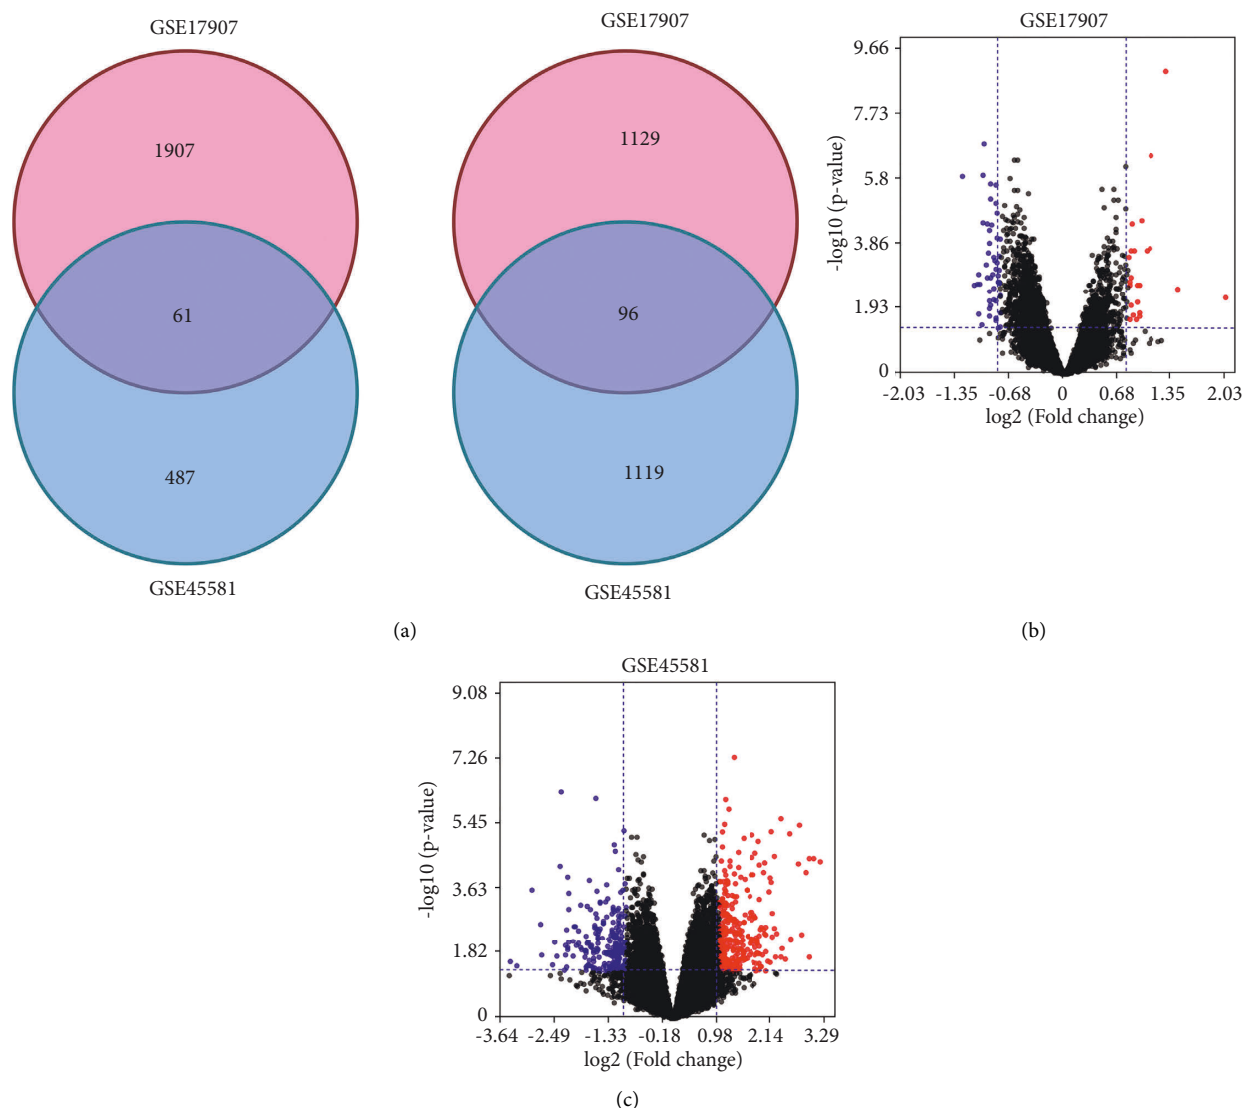 GSE17907
1907
61
487
GSE45581
GSE17907
1129
96
1119
GSE45581
(a)
GSE17907
9.66
7.73
5.8
3.86
1.93
0
-log10 (p-value)
-2.03 -1.35 -0.68 0 0.68 1.35 2.03
log2 (Fold change)
(b)
GSE45581
9.08
7.26
5.45
3.63
1.82
0
-log10 (p-value)
-3.64 -2.49 -1.33 -0.18 0.98 2.14 3.29
log2 (Fold change)
(c)